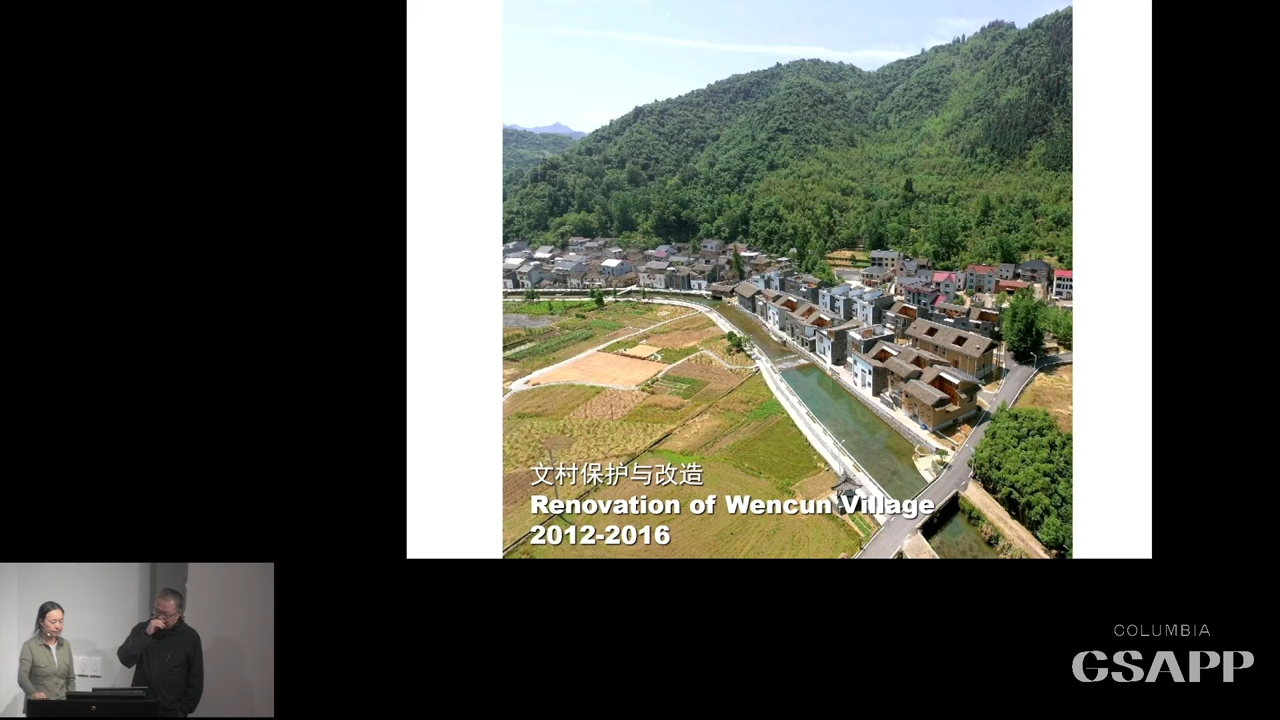 文村保护与改造
Renovation of Wencun Village
2012-2016
COLUMBIA
GSAPP